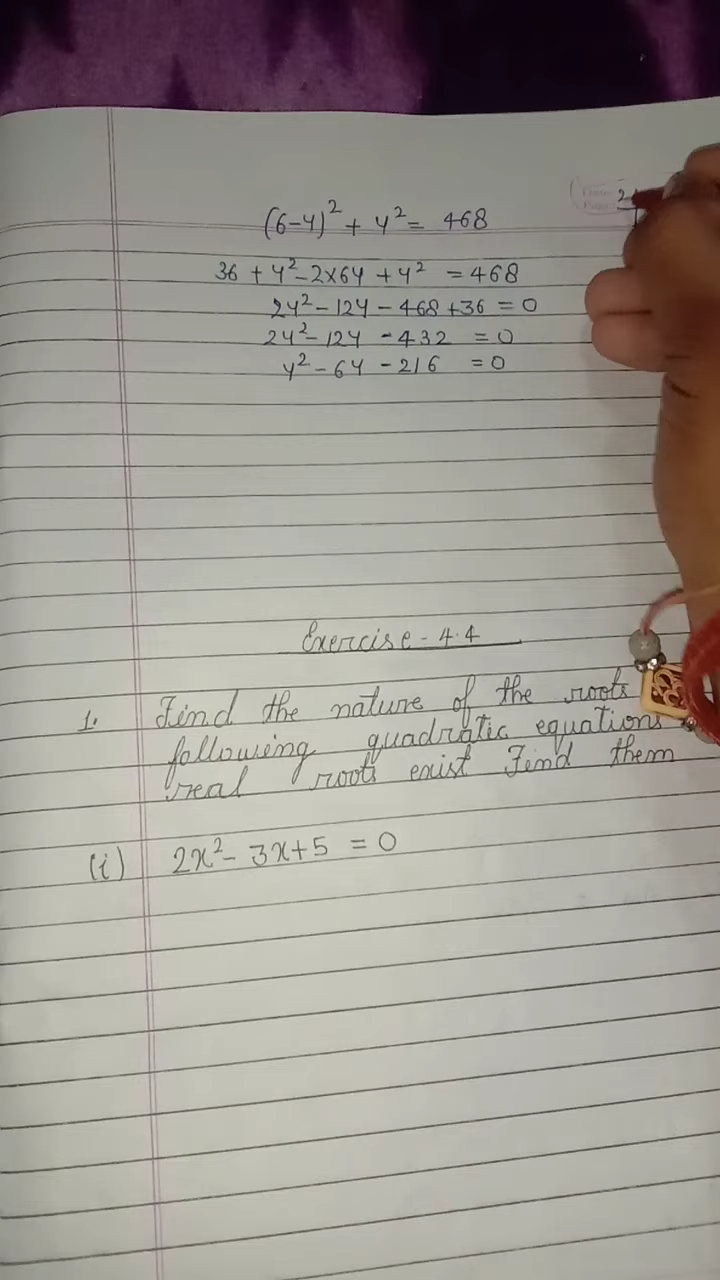 (6-y)² + y² = 468
36 + y² - 2×6y + y² = 468
2y² - 12y - 468 + 36 = 0
2y² - 12y - 432 = 0
y² - 6y - 216 = 0
Exercise - 4.4
1. Find the nature of the roots
following quadratic equations
real roots exist Find them
(i) 2x² - 3x + 5 = 0